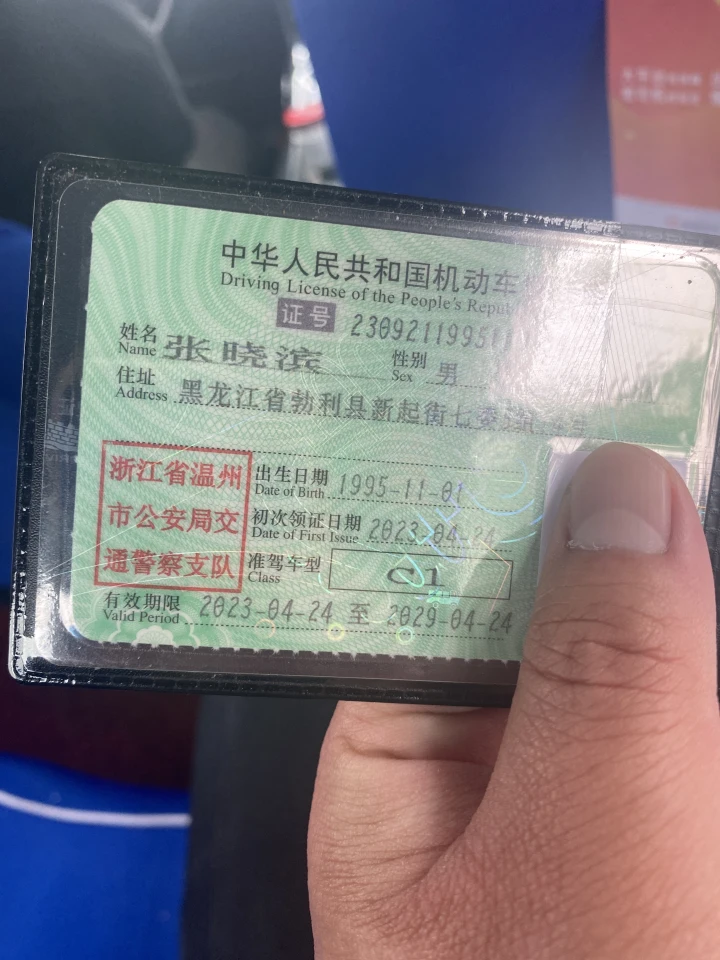 中华人民共和国机动车
Driving License of the People's Repu
证号 2309211995
姓名 张晓滨 性别 男
Name Sex
住址 黑龙江省勃利县新起街七委
Address
浙江省温州
市公安局交
通警察支队
出生日期 1995-11-01
Date of Birth
初次领证日期 2023-04-24
Date of First Issue
准驾车型 C1
Class
有效期限 2023-04-24 至 2029-04-24
Valid Period